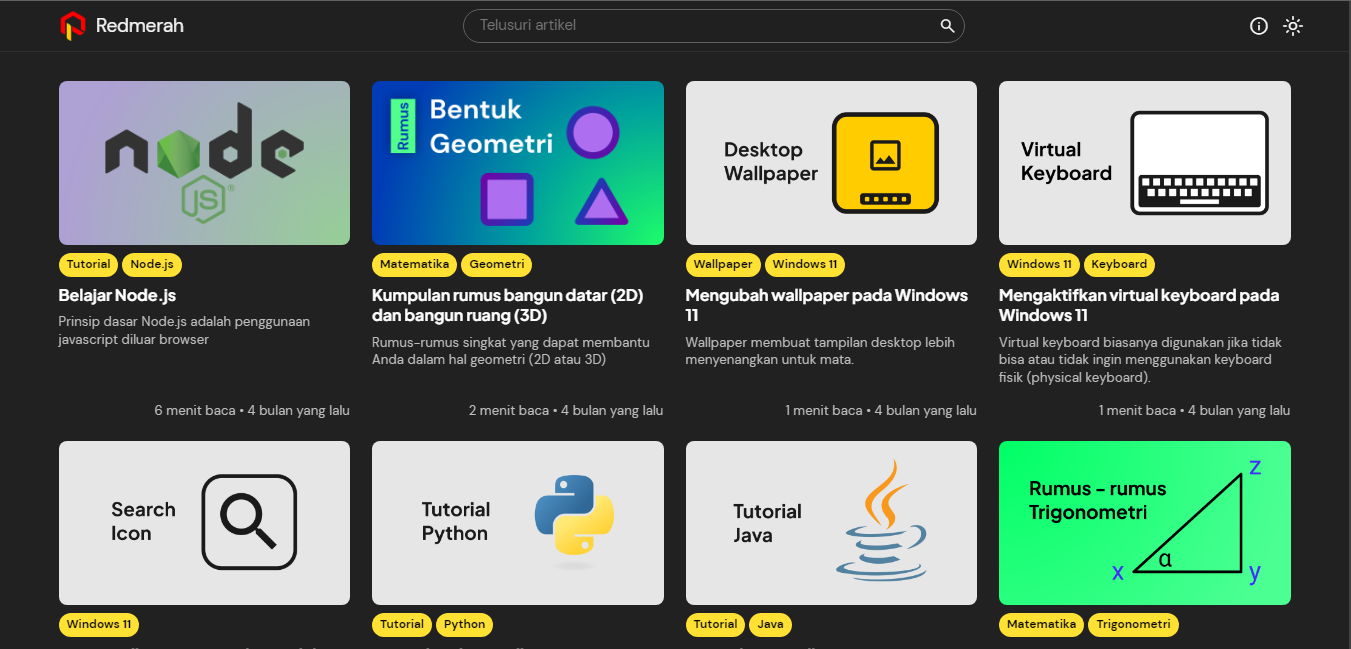 Redmerah
Telusuri artikel
node
JS
Rumus
Bentuk
Geometri
Desktop
Wallpaper
Virtual
Keyboard
Tutorial
Node.js
Matematika
Geometri
Wallpaper
Windows 11
Windows 11
Keyboard
Belajar Node.js
Prinsip dasar Node.js adalah penggunaan
javascript diluar browser
6 menit baca • 4 bulan yang lalu
Kumpulan rumus bangun datar (2D)
dan bangun ruang (3D)
Rumus-rumus singkat yang dapat membantu
Anda dalam hal geometri (2D atau 3D)
2 menit baca • 4 bulan yang lalu
Mengubah wallpaper pada Windows
11
Wallpaper membuat tampilan desktop lebih
menyenangkan untuk mata.
1 menit baca • 4 bulan yang lalu
Mengaktifkan virtual keyboard pada
Windows 11
Virtual keyboard biasanya digunakan jika tidak
bisa atau tidak ingin menggunakan keyboard
fisik (physical keyboard).
1 menit baca • 4 bulan yang lalu
Search
Icon
Tutorial
Python
Tutorial
Java
Rumus - rumus
Trigonometri
z
x
α
y
Windows 11
Tutorial
Python
Tutorial
Java
Matematika
Trigonometri